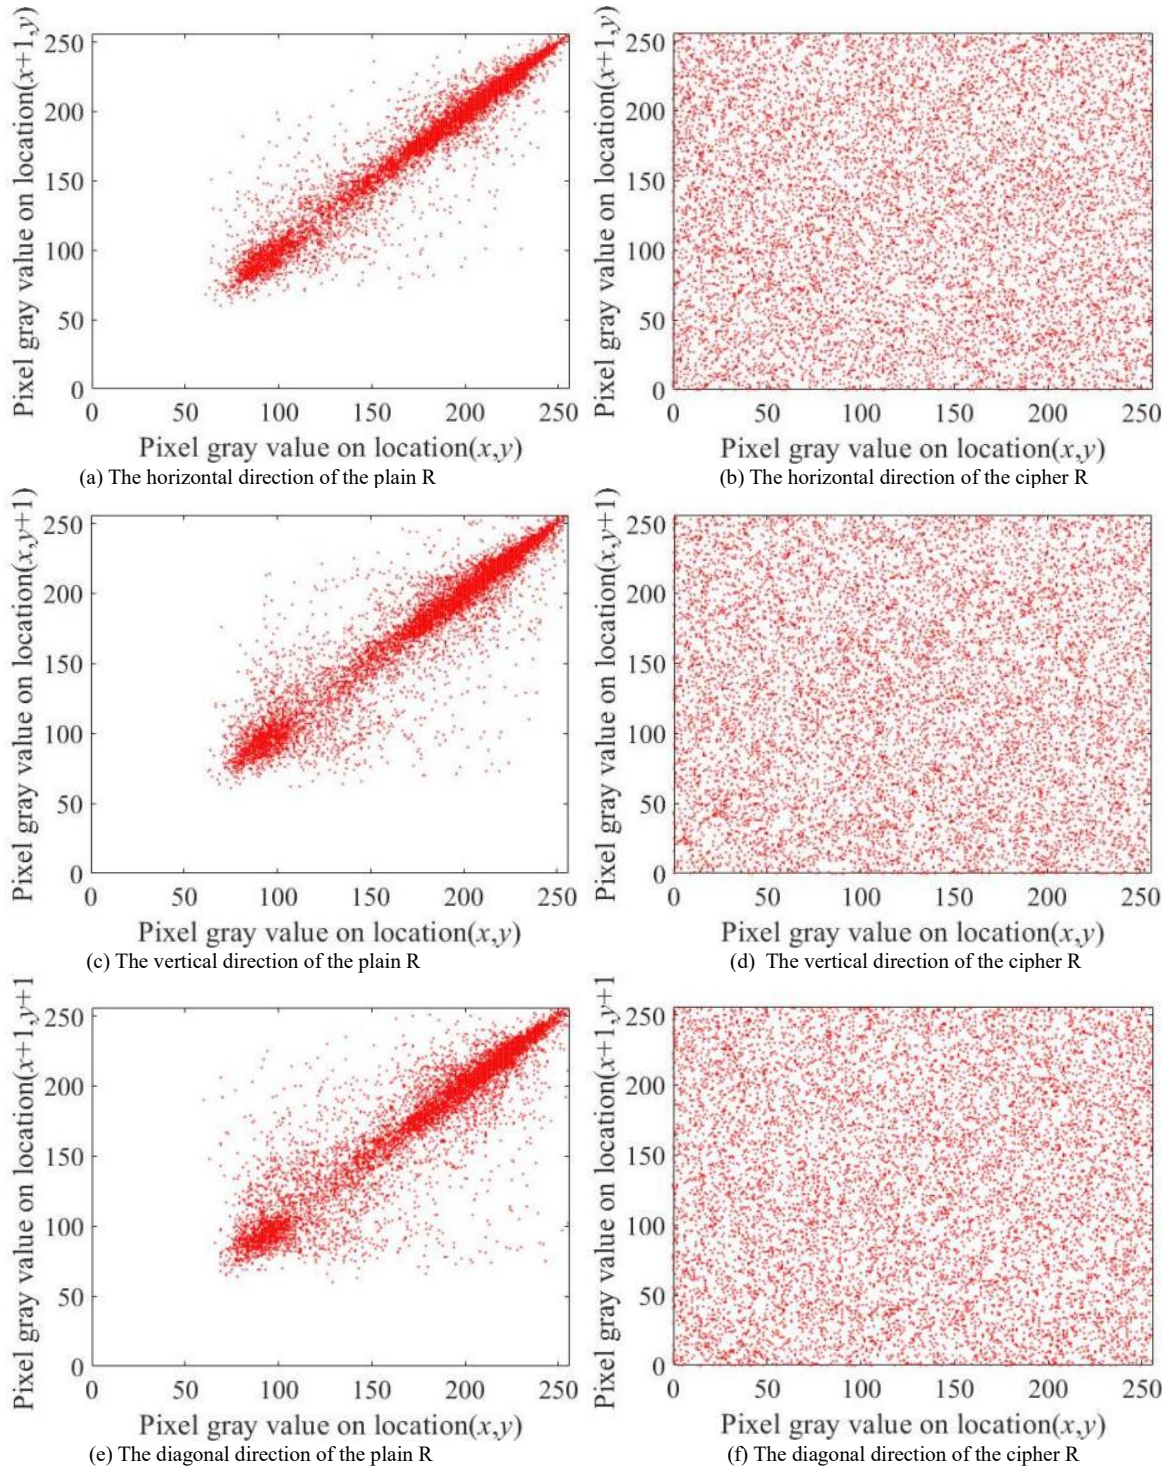 Pixel gray value on location(x+1,y)
250
200
150
100
50
0
0 50 100 150 200 250
Pixel gray value on location(x,y)
(a) The horizontal direction of the plain R
Pixel gray value on location(x+1,y)
250
200
150
100
50
0
0 50 100 150 200 250
Pixel gray value on location(x,y)
(b) The horizontal direction of the cipher R
Pixel gray value on location(x,y+1)
250
200
150
100
50
0
0 50 100 150 200 250
Pixel gray value on location(x,y)
(c) The vertical direction of the plain R
Pixel gray value on location(x,y+1)
250
200
150
100
50
0
0 50 100 150 200 250
Pixel gray value on location(x,y)
(d) The vertical direction of the cipher R
Pixel gray value on location(x+1,y+1
250
200
150
100
50
0
0 50 100 150 200 250
Pixel gray value on location(x,y)
(e) The diagonal direction of the plain R
Pixel gray value on location(x+1,y+1
250
200
150
100
50
0
0 50 100 150 200 250
Pixel gray value on location(x,y)
(f) The diagonal direction of the cipher R